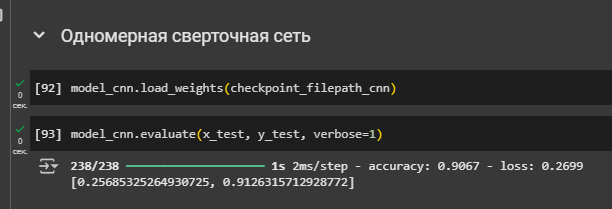 Одномерная сверточная сеть
[92] model_cnn.load_weights(checkpoint_filepath_cnn)
0
сек.
[93] model_cnn.evaluate(x_test, y_test, verbose=1)
0
сек.
238/238 ━━━━━━━━━━━━━━━━━━━━ 1s 2ms/step - accuracy: 0.9067 - loss: 0.2699
[0.25685325264930725, 0.9126315712928772]